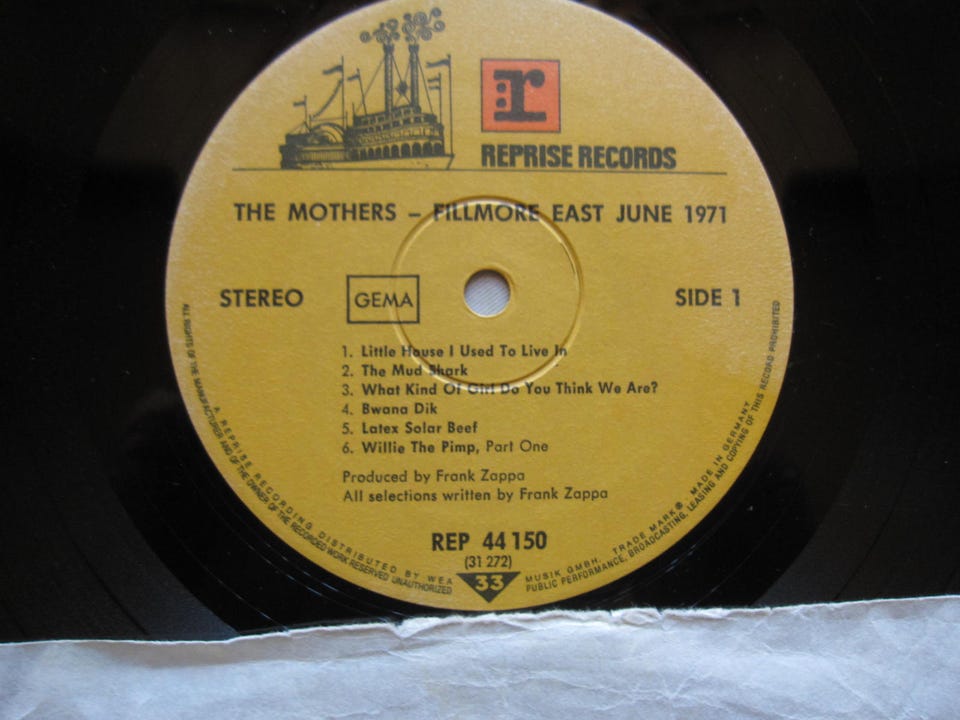 r
REPRISE RECORDS
THE MOTHERS – FILLMORE EAST JUNE 1971
STEREO
GEMA
SIDE 1
1. Little House I Used To Live In
2. The Mud Shark
3. What Kind Of Girl Do You Think We Are?
4. Bwana Dik
5. Latex Solar Beef
6. Willie The Pimp, Part One
Produced by Frank Zappa
All selections written by Frank Zappa
REP 44 150
(31 272)
33
A REPRISE RECORDING DISTRIBUTED BY WEA MUSIK GMBH. TRADE MARK ®. MADE IN GERMANY
ALL RIGHTS OF THE MANUFACTURER AND OF THE OWNER OF THE RECORDED WORK RESERVED UNAUTHORIZED PUBLIC PERFORMANCE, BROADCASTING, LEASING AND COPYING OF THIS RECORD PROHIBITED